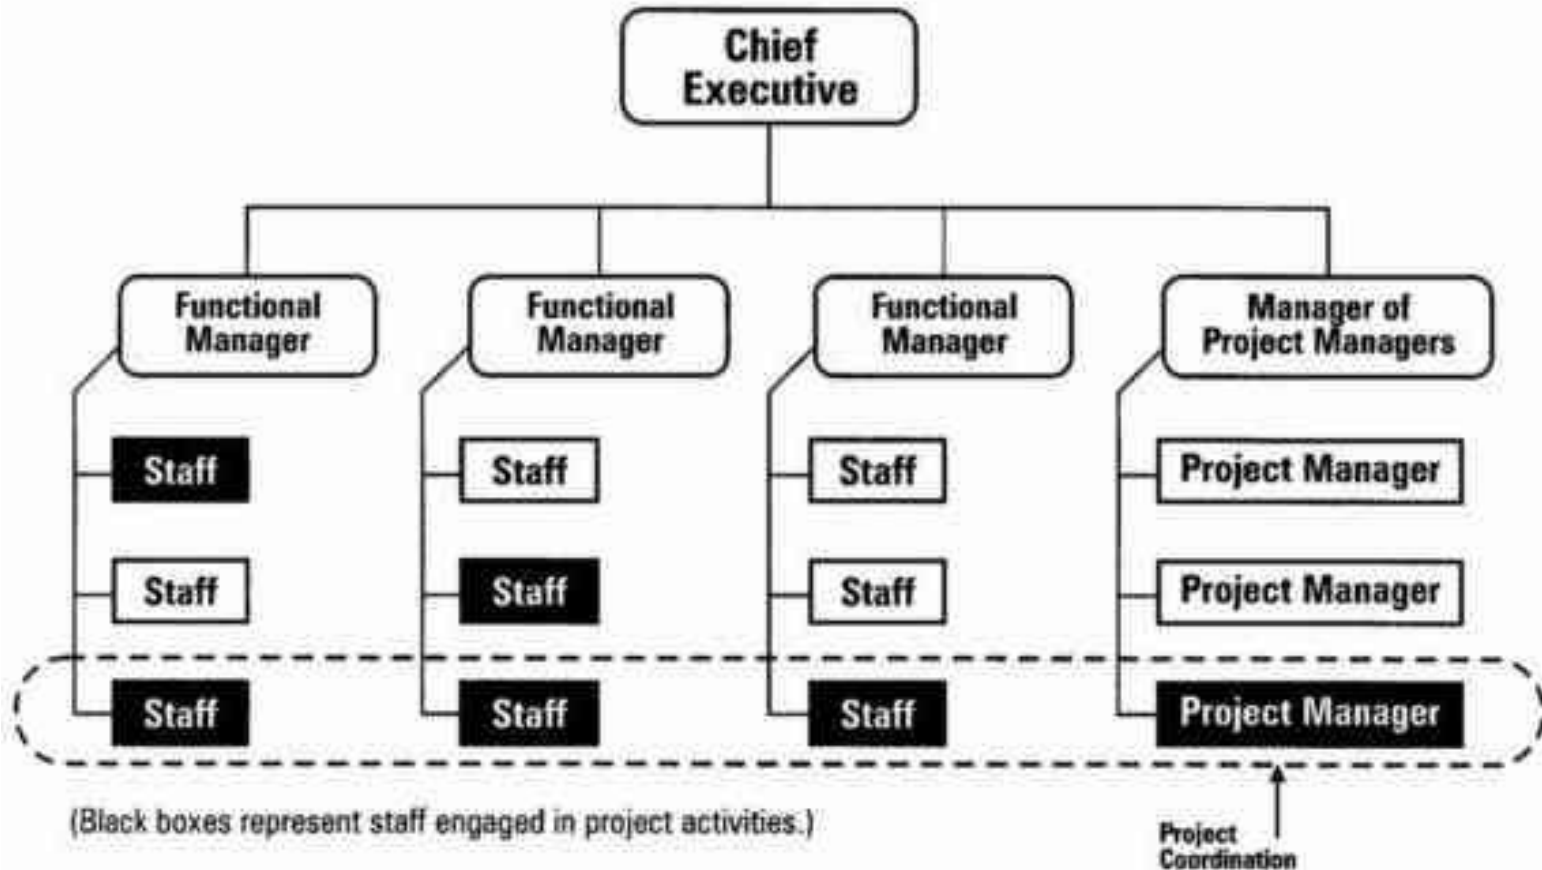 Chief
Executive
Functional
Manager
Functional
Manager
Functional
Manager
Manager of
Project Managers
Staff
Staff
Staff
Project Manager
Staff
Staff
Staff
Project Manager
Staff
Staff
Staff
Project Manager
(Black boxes represent staff engaged in project activities.)
Project
Coordination